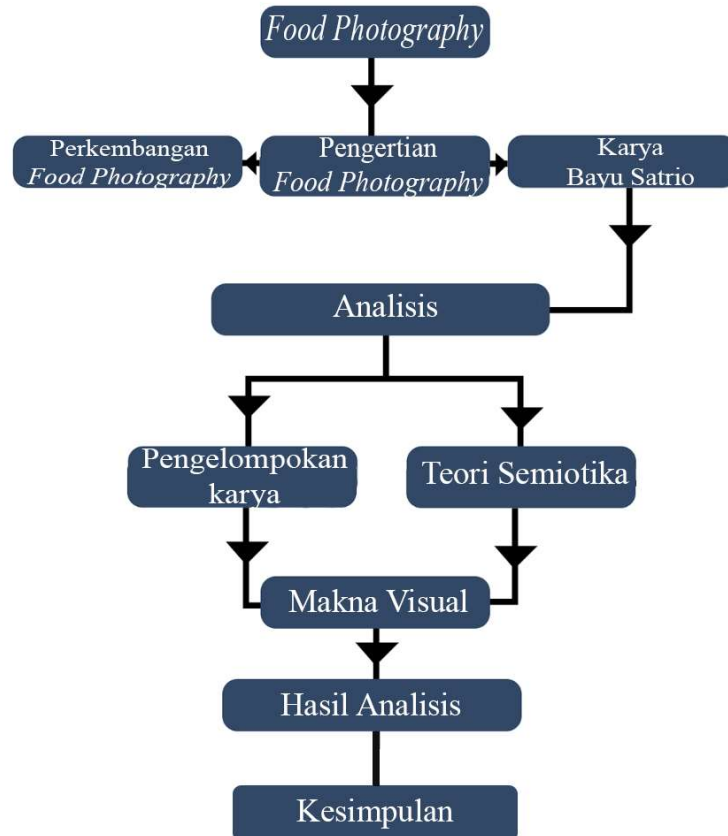 Food Photography
Perkembangan
Food Photography
Pengertian
Food Photography
Karya
Bayu Satrio
Analisis
Pengelompokan
karya
Teori Semiotika
Makna Visual
Hasil Analisis
Kesimpulan